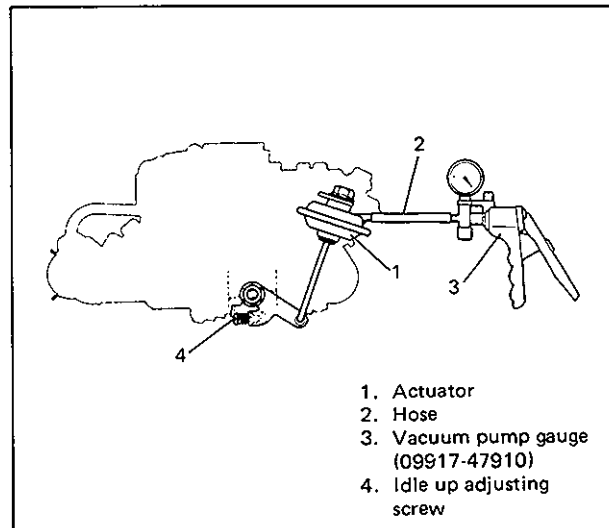 2
1
3
4
1. Actuator
2. Hose
3. Vacuum pump gauge
(09917-47910)
4. Idle up adjusting
screw